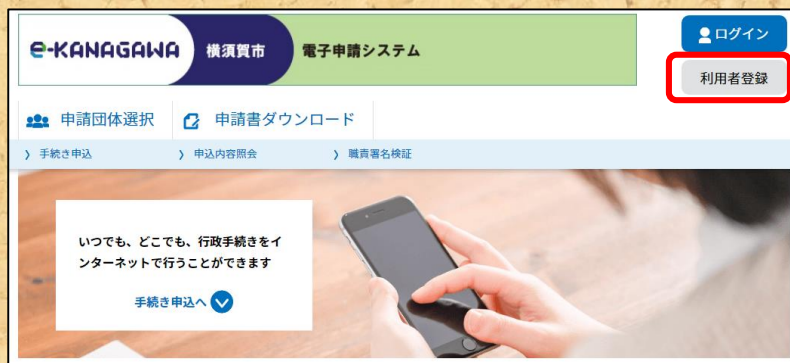 e-KANAGAWA 横須賀市 電子申請システム
ログイン
利用者登録
申請団体選択 申請書ダウンロード
手続き申込 申込内容照会 職責署名検証
いつでも、どこでも、行政手続きをイ
ンターネットで行うことができます
手続き申込へ